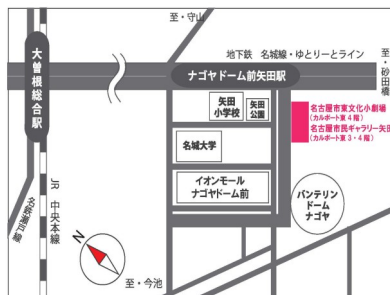 至・守山
地下鉄 名城線・ゆとりーとライン
至・砂田橋
大曽根総合駅
ナゴヤドーム前矢田駅
矢田
小学校
矢田
公園
名古屋市東文化小劇場
(カルポート東4階)
名古屋市民ギャラリー矢田
(カルポート東3・4階)
名城大学
イオンモール
ナゴヤドーム前
バンテリン
ドーム
ナゴヤ
JR 中央本線
名鉄瀬戸線
N
至・今池